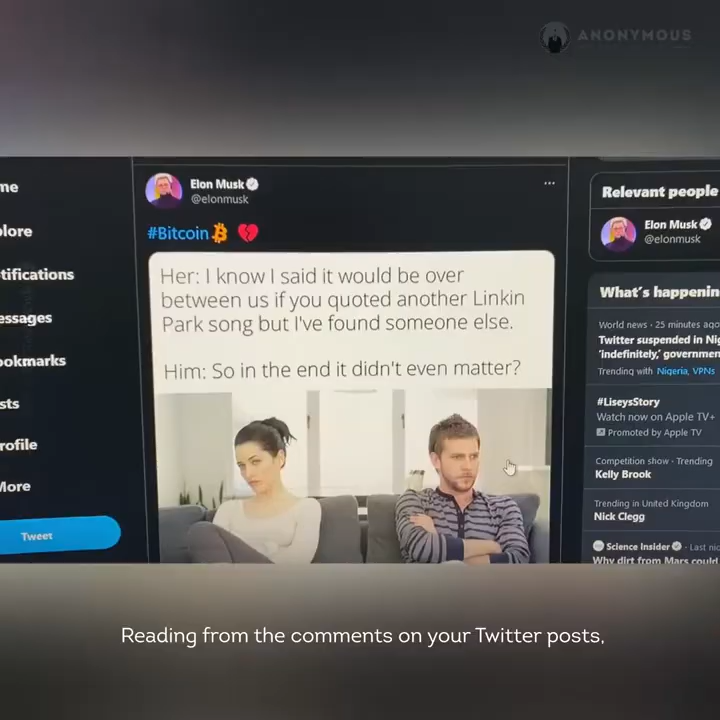 ANONYMOUS
me
Elon Musk
@elonmusk
Relevant people
plore
#Bitcoin
Elon Musk
@elonmusk
tifications
Her: I know I said it would be over
between us if you quoted another Linkin
Park song but I've found someone else.
Him: So in the end it didn't even matter?
essages
ookmarks
sts
rofile
More
Tweet
What's happenin
World news · 25 minutes ago
Twitter suspended in Nig
'indefinitely,' governmen
Trending with Nigeria, VPNs
#LiseysStory
Watch now on Apple TV+
Promoted by Apple TV
Competition show · Trending
Kelly Brook
Trending in United Kingdom
Nick Clegg
Science Insider · Last nig
Why dirt from Mars could
Reading from the comments on your Twitter posts,